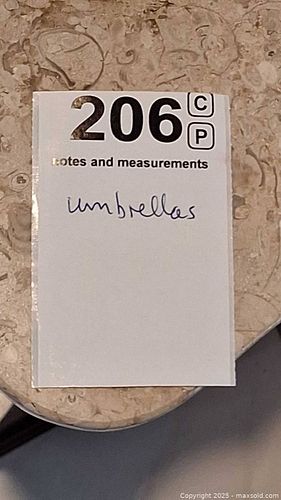 206 C
P
notes and measurements
umbrellas
Copyright 2025 - maxsold.com